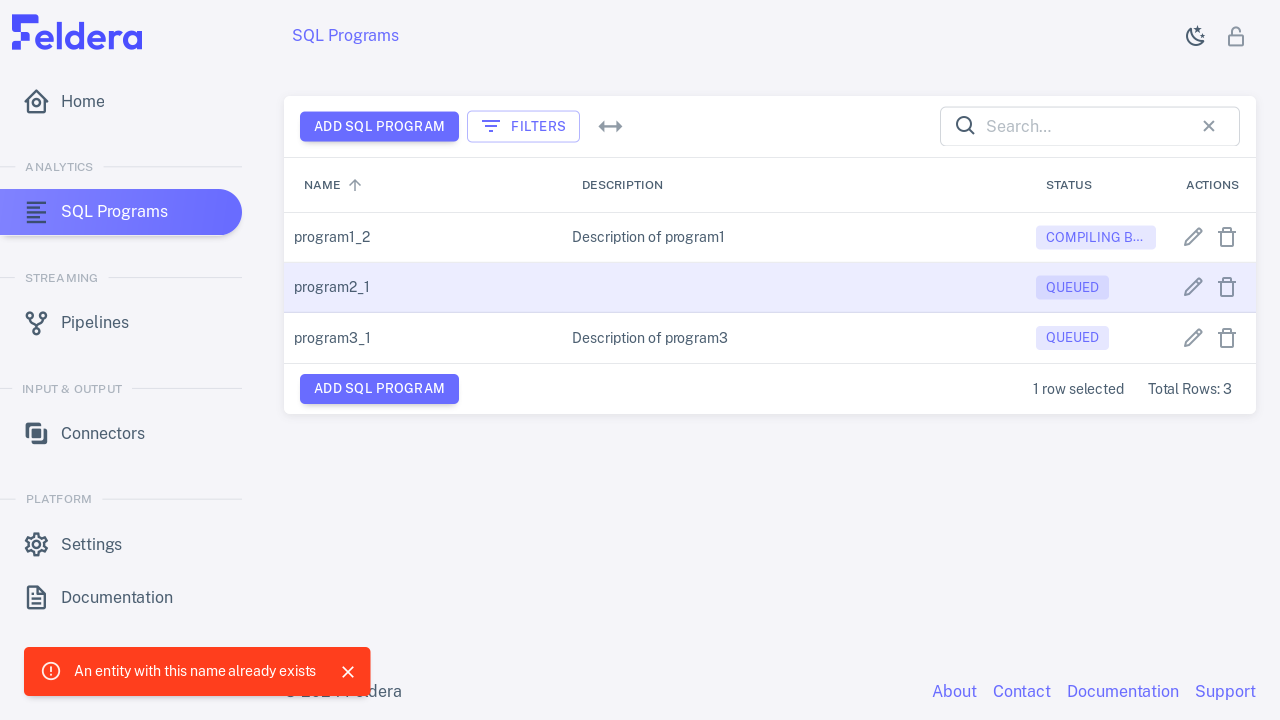 Feldera
SQL Programs
Home
ANALYTICS
SQL Programs
STREAMING
Pipelines
INPUT & OUTPUT
Connectors
PLATFORM
Settings
Documentation
ADD SQL PROGRAM
FILTERS
Search...
NAME
DESCRIPTION
STATUS
ACTIONS
program1_2
Description of program1
COMPILING B...
program2_1
QUEUED
program3_1
Description of program3
QUEUED
ADD SQL PROGRAM
1 row selected
Total Rows: 3
An entity with this name already exists
dera
About
Contact
Documentation
Support